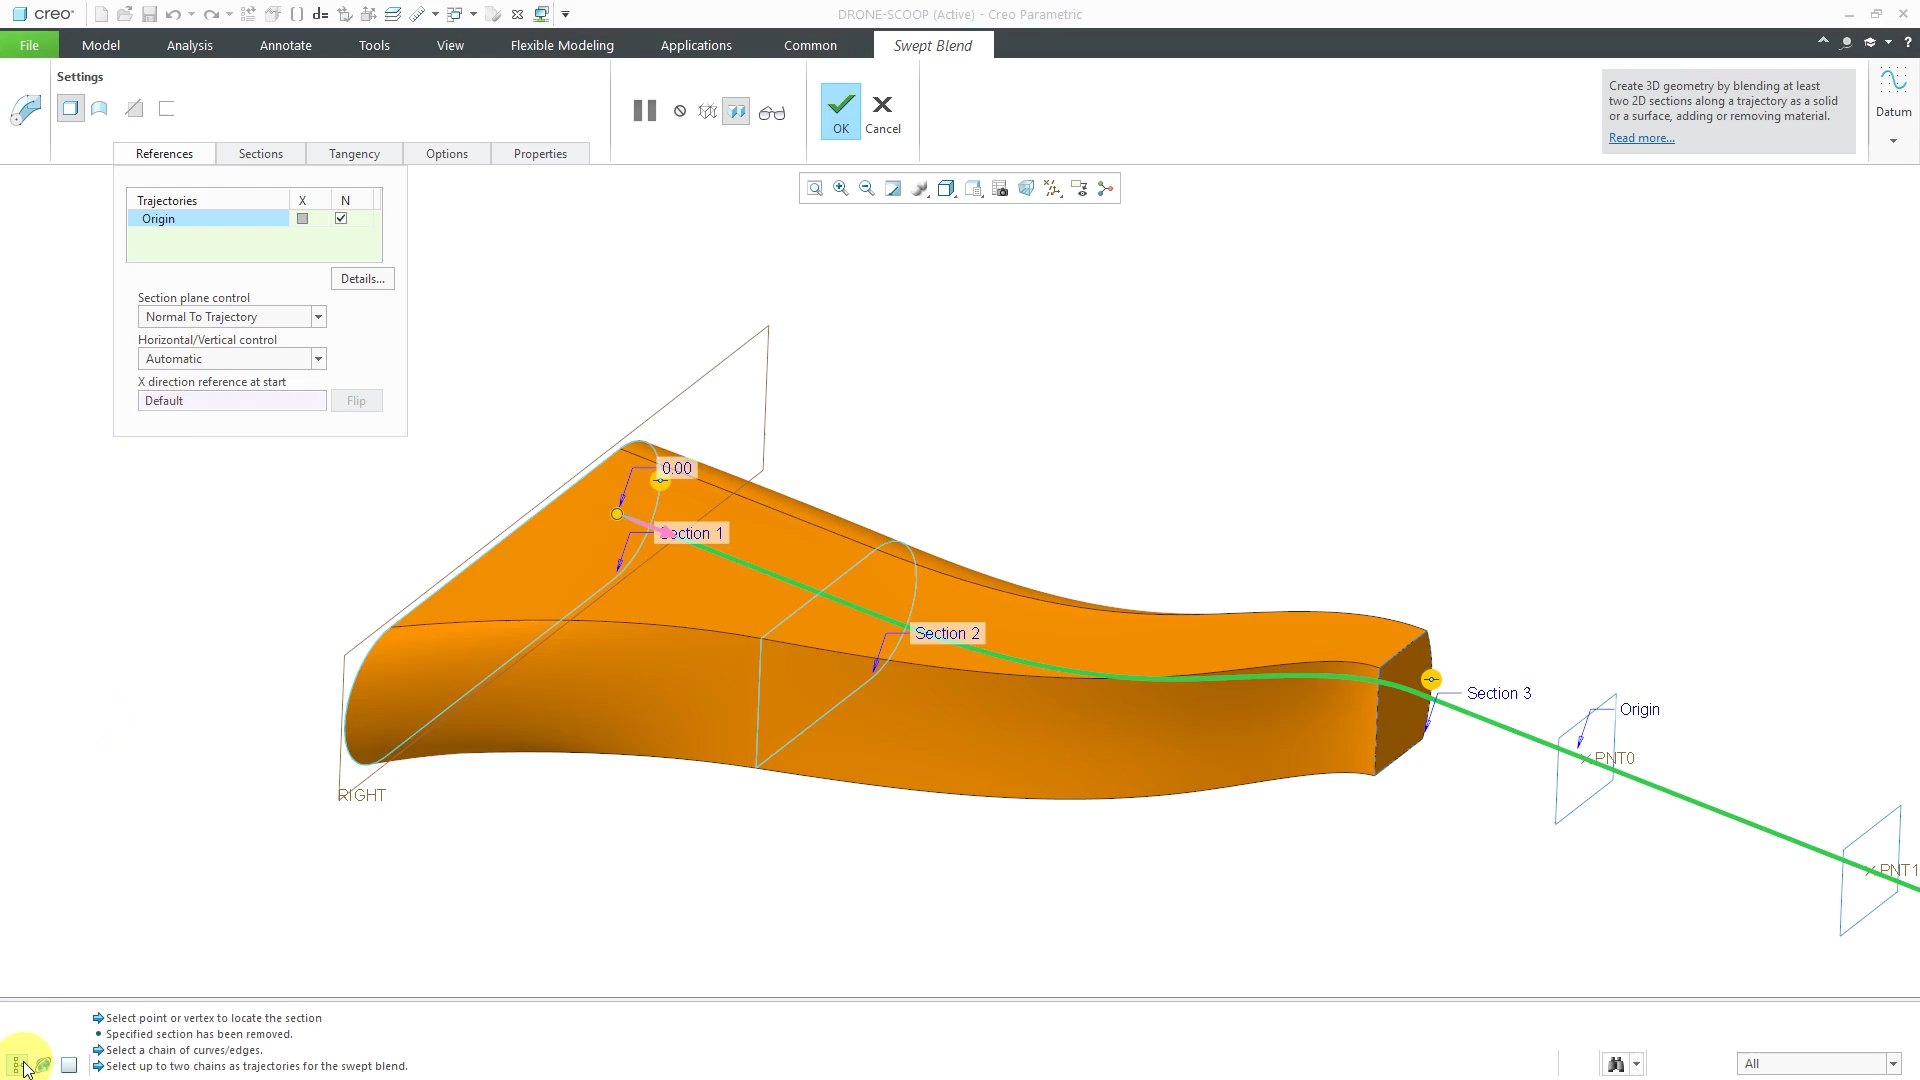 creo
d=
DRONE-SCOOP (Active) - Creo Parametric
File
Model
Analysis
Annotate
Tools
View
Flexible Modeling
Applications
Common
Swept Blend
?
Settings
OK
Cancel
Create 3D geometry by blending at least
two 2D sections along a trajectory as a solid
or a surface, adding or removing material.
Read more...
Datum
References
Sections
Tangency
Options
Properties
Trajectories X N
Origin
Details...
Section plane control
Normal To Trajectory
Horizontal/Vertical control
Automatic
X direction reference at start
Default
Flip
0.00
Section 1
Section 2
Section 3
Origin
PNT0
RIGHT
PNT1
Select point or vertex to locate the section
Specified section has been removed.
Select a chain of curves/edges.
Select up to two chains as trajectories for the swept blend.
All